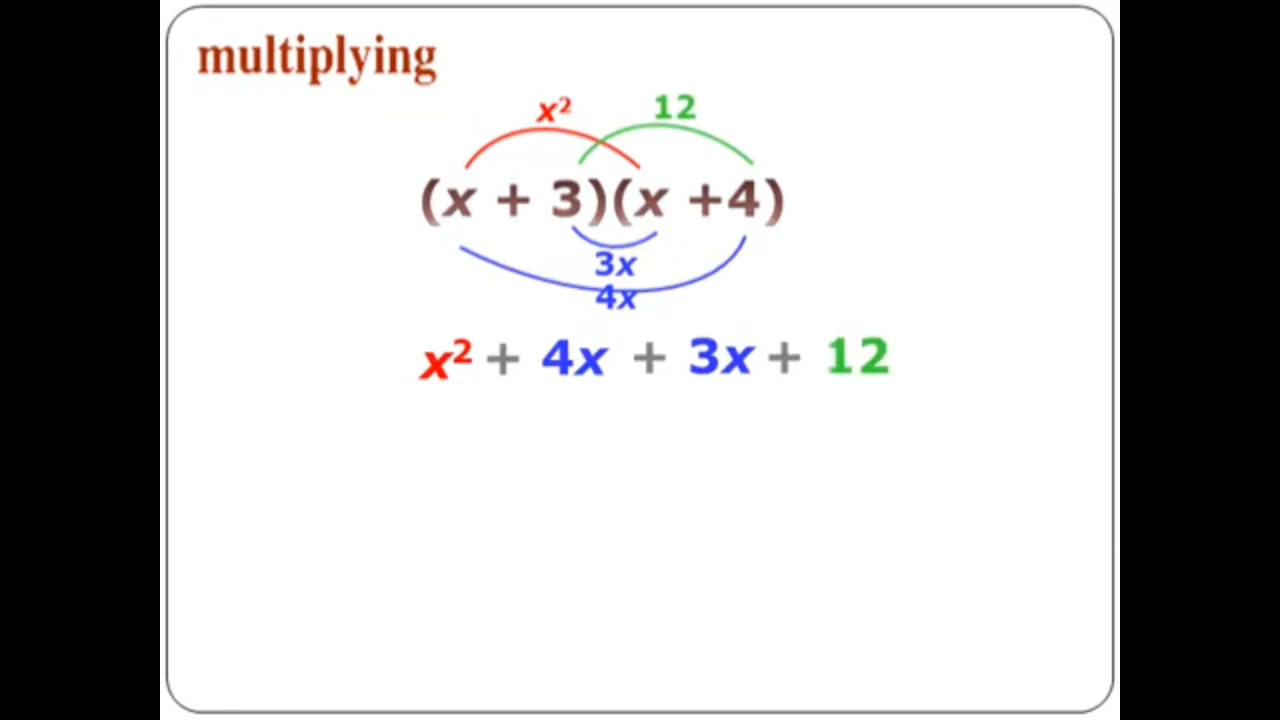 multiplying
x² 12
(x + 3)(x +4)
3x
4x
x² + 4x + 3x + 12